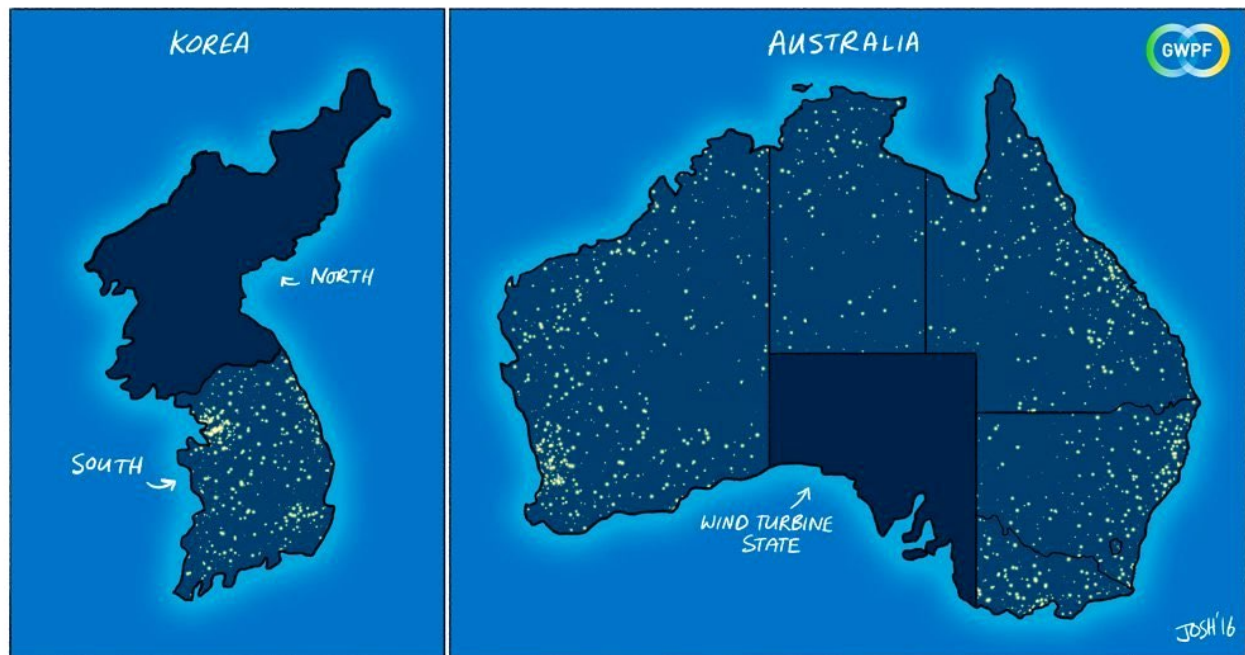 KOREA
← NORTH
SOUTH →
AUSTRALIA
GWPF
WIND TURBINE
STATE
JOSH'16